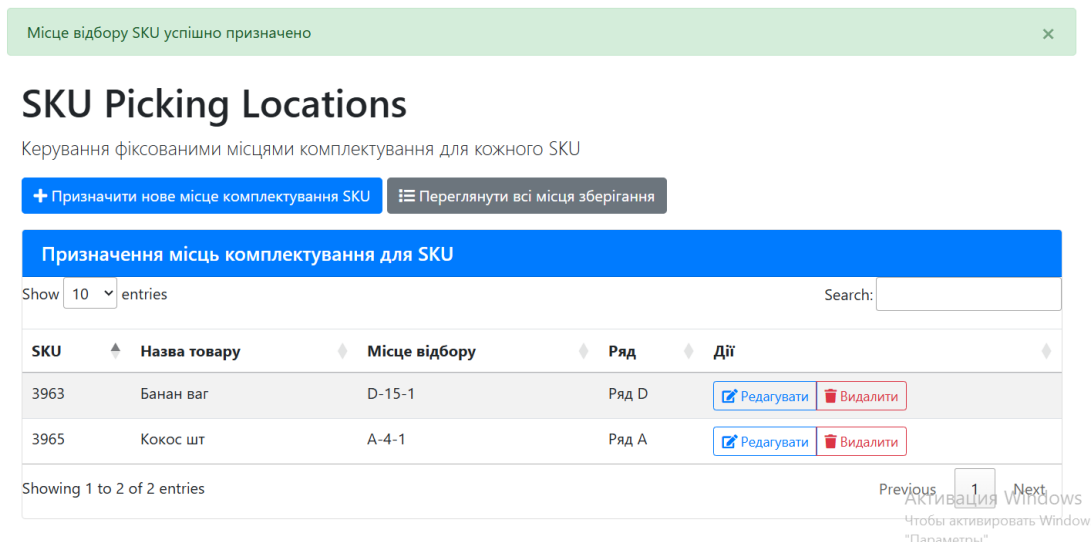 Місце відбору SKU успішно призначено ×
SKU Picking Locations
Керування фіксованими місцями комплектування для кожного SKU
Призначити нове місце комплектування SKU Переглянути всі місця зберігання
Призначення місць комплектування для SKU
Show 10 entries Search:
SKU Назва товару Місце відбору Ряд Дії
3963 Банан ваг D-15-1 Ряд D Редагувати Видалити
3965 Кокос шт A-4-1 Ряд A Редагувати Видалити
Showing 1 to 2 of 2 entries Previous 1 Next
Активация Windows
Чтобы активировать Window
"Параметры"